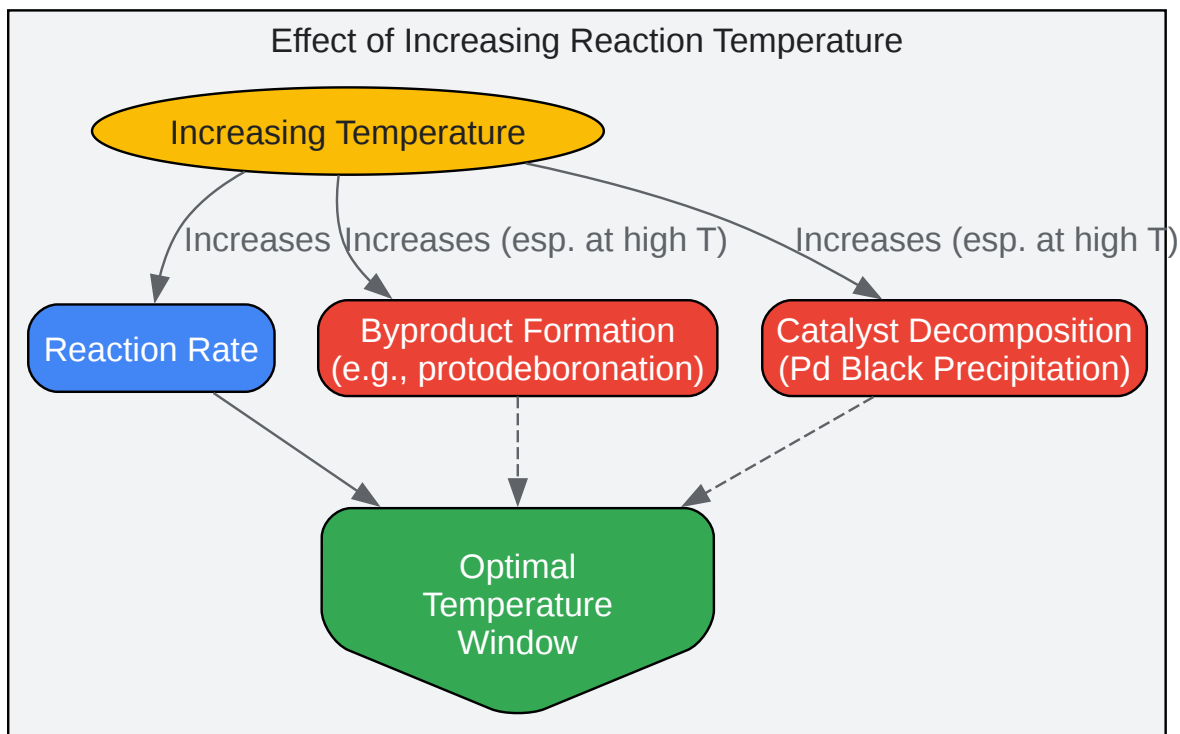 Effect of Increasing Reaction Temperature
Increasing Temperature
Increases
Increases (esp. at high T)
Increases (esp. at high T)
Reaction Rate
Byproduct Formation
(e.g., protodeboronation)
Catalyst Decomposition
(Pd Black Precipitation)
Optimal
Temperature
Window